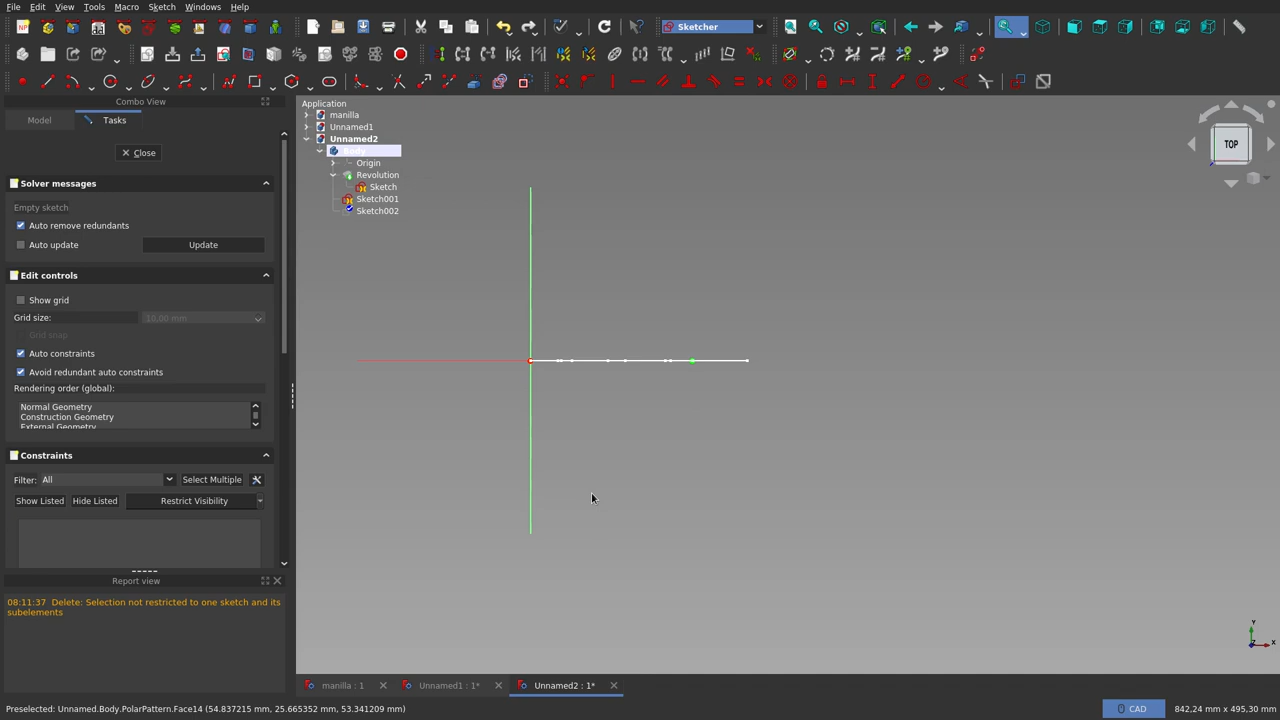 File Edit View Tools Macro Sketch Windows Help
Sketcher
Combo View
Model Tasks
Close
Solver messages
Empty sketch
Auto remove redundants
Auto update Update
Edit controls
Show grid
Grid size: 10,00 mm
Grid snap
Auto constraints
Avoid redundant auto constraints
Rendering order (global):
Normal Geometry
Construction Geometry
External Geometry
Constraints
Filter: All Select Multiple
Show Listed Hide Listed Restrict Visibility
Report view
08:11:37 Delete: Selection not restricted to one sketch and its
subelements
Application
manilla
Unnamed1
Unnamed2
Origin
Revolution
Sketch
Sketch001
Sketch002
TOP
Y
Z X
manilla : 1 Unnamed1 : 1* Unnamed2 : 1*
Preselected: Unnamed.Body.PolarPattern.Face14 (54.837215 mm, 25.665352 mm, 53.341209 mm) CAD 842,24 mm x 495,30 mm